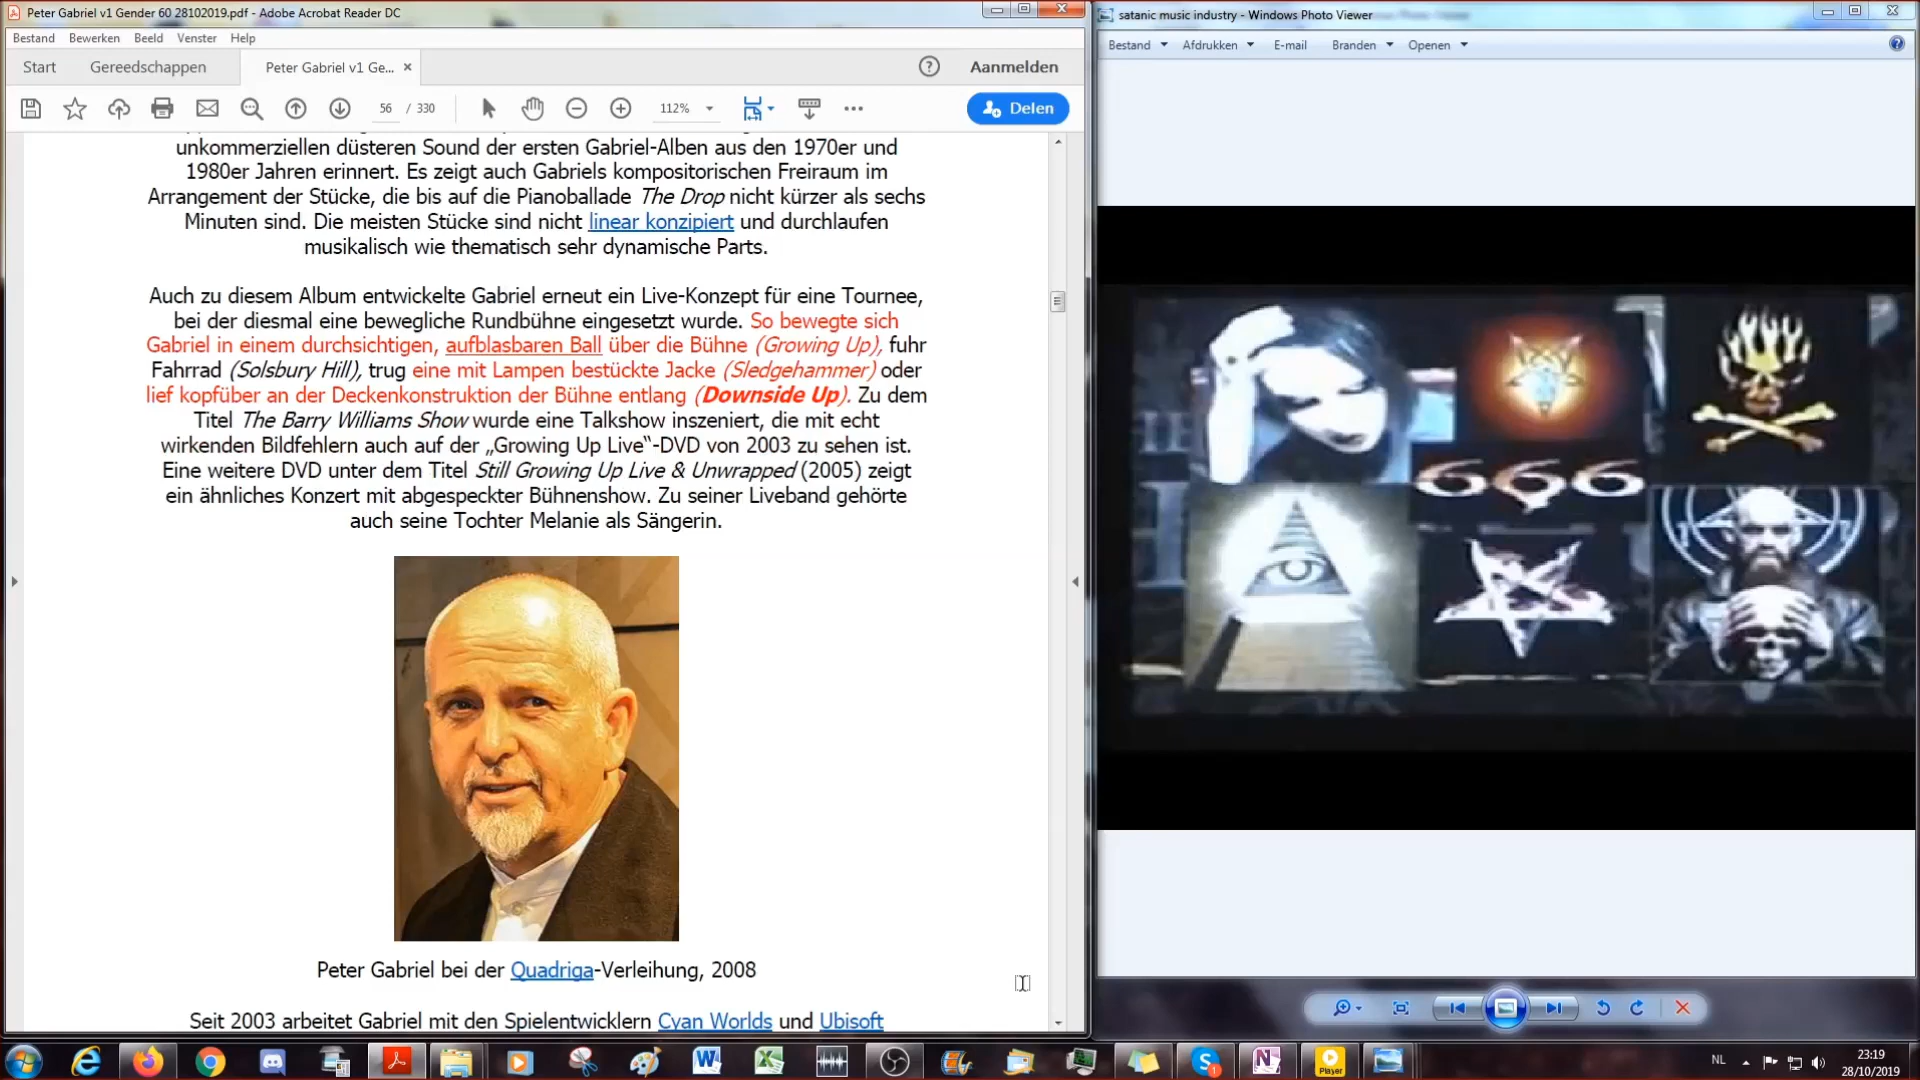 Peter Gabriel v1 Gender 60 28102019.pdf - Adobe Acrobat Reader DC
Bestand Bewerken Beeld Venster Help
Start Gereedschappen Peter Gabriel v1 Ge... × Aanmelden
56 / 330 112% Delen
unkommerziellen düsteren Sound der ersten Gabriel-Alben aus den 1970er und
1980er Jahren erinnert. Es zeigt auch Gabriels kompositorischen Freiraum im
Arrangement der Stücke, die bis auf die Pianoballade The Drop nicht kürzer als sechs
Minuten sind. Die meisten Stücke sind nicht linear konzipiert und durchlaufen
musikalisch wie thematisch sehr dynamische Parts.
Auch zu diesem Album entwickelte Gabriel erneut ein Live-Konzept für eine Tournee,
bei der diesmal eine bewegliche Rundbühne eingesetzt wurde. So bewegte sich
Gabriel in einem durchsichtigen, aufblasbaren Ball über die Bühne (Growing Up), fuhr
Fahrrad (Solsbury Hill), trug eine mit Lampen bestückte Jacke (Sledgehammer) oder
lief kopfüber an der Deckenkonstruktion der Bühne entlang (Downside Up). Zu dem
Titel The Barry Williams Show wurde eine Talkshow inszeniert, die mit echt
wirkenden Bildfehlern auch auf der „Growing Up Live“-DVD von 2003 zu sehen ist.
Eine weitere DVD unter dem Titel Still Growing Up Live & Unwrapped (2005) zeigt
ein ähnliches Konzert mit abgespeckter Bühnenshow. Zu seiner Liveband gehörte
auch seine Tochter Melanie als Sängerin.
Peter Gabriel bei der Quadriga-Verleihung, 2008
Seit 2003 arbeitet Gabriel mit den Spielentwicklern Cyan Worlds und Ubisoft
satanic music industry - Windows Photo Viewer
Bestand Afdrukken E-mail Branden Openen
666
Player
NL
23:19
28/10/2019